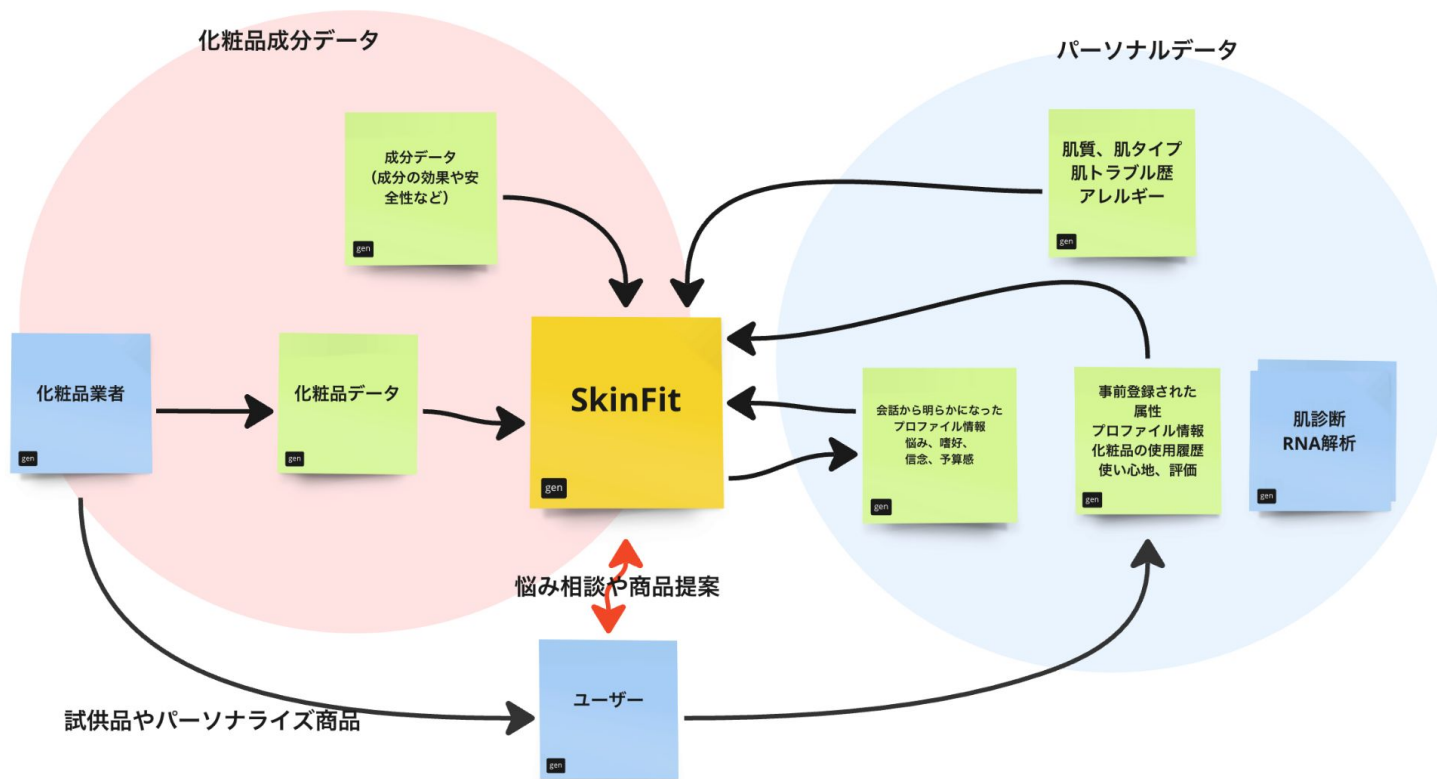 化粧品成分データ
パーソナルデータ
成分データ
（成分の効果や安
全性など）
gen
肌質、肌タイプ
肌トラブル歴
アレルギー
gen
化粧品業者
gen
化粧品データ
gen
SkinFit
gen
会話から明らかになった
プロファイル情報
悩み、嗜好、
信念、予算感
gen
事前登録された
属性
プロファイル情報
化粧品の使用履歴
使い心地、評価
gen
肌診断
RNA解析
gen
悩み相談や商品提案
ユーザー
gen
試供品やパーソナライズ商品